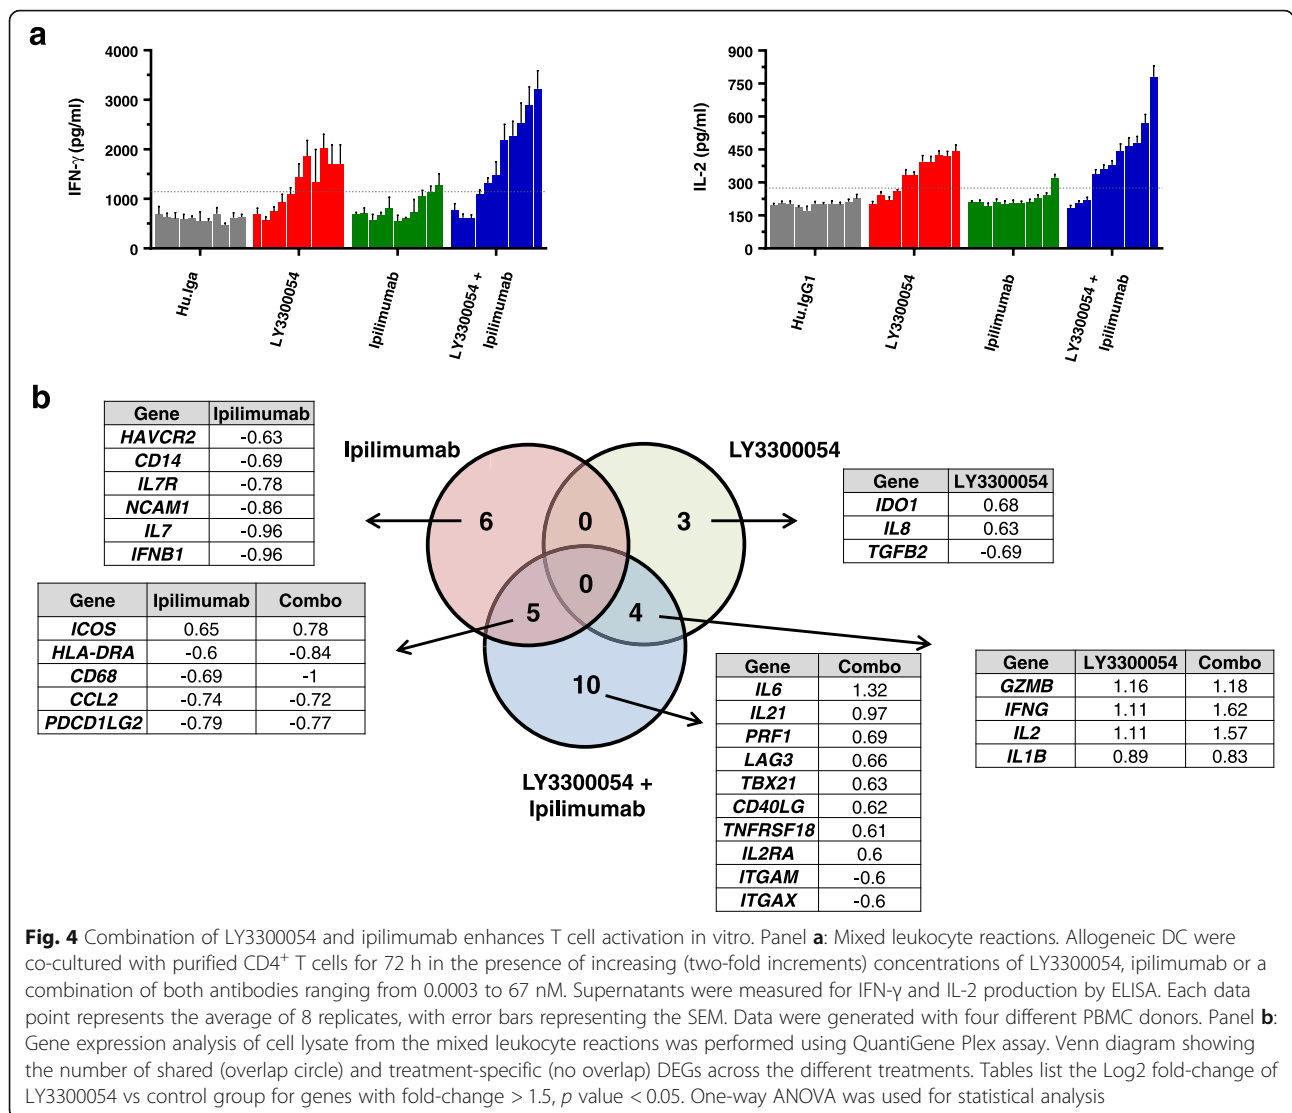 a
4000
3000
2000
1000
0
IFN-γ (pg/ml)
Hu.Iga
LY3300054
Ipilimumab
LY3300054 +
Ipilimumab
900
750
600
450
300
150
0
IL-2 (pg/ml)
Hu.IgG1
LY3300054
Ipilimumab
LY3300054 +
Ipilimumab
b
Gene Ipilimumab
HAVCR2 -0.63
CD14 -0.69
IL7R -0.78
NCAM1 -0.86
IL7 -0.96
IFNB1 -0.96
Ipilimumab
LY3300054
6
0
3
0
5
4
10
LY3300054 +
Ipilimumab
Gene LY3300054
IDO1 0.68
IL8 0.63
TGFB2 -0.69
Gene Ipilimumab Combo
ICOS 0.65 0.78
HLA-DRA -0.6 -0.84
CD68 -0.69 -1
CCL2 -0.74 -0.72
PDCD1LG2 -0.79 -0.77
Gene Combo
IL6 1.32
IL21 0.97
PRF1 0.69
LAG3 0.66
TBX21 0.63
CD40LG 0.62
TNFRSF18 0.61
IL2RA 0.6
ITGAM -0.6
ITGAX -0.6
Gene LY3300054 Combo
GZMB 1.16 1.18
IFNG 1.11 1.62
IL2 1.11 1.57
IL1B 0.89 0.83
Fig. 4 Combination of LY3300054 and ipilimumab enhances T cell activation in vitro. Panel a: Mixed leukocyte reactions. Allogeneic DC were
co-cultured with purified CD4+ T cells for 72 h in the presence of increasing (two-fold increments) concentrations of LY3300054, ipilimumab or a
combination of both antibodies ranging from 0.0003 to 67 nM. Supernatants were measured for IFN-γ and IL-2 production by ELISA. Each data
point represents the average of 8 replicates, with error bars representing the SEM. Data were generated with four different PBMC donors. Panel b:
Gene expression analysis of cell lysate from the mixed leukocyte reactions was performed using QuantiGene Plex assay. Venn diagram showing
the number of shared (overlap circle) and treatment-specific (no overlap) DEGs across the different treatments. Tables list the Log2 fold-change of
LY3300054 vs control group for genes with fold-change > 1.5, p value < 0.05. One-way ANOVA was used for statistical analysis